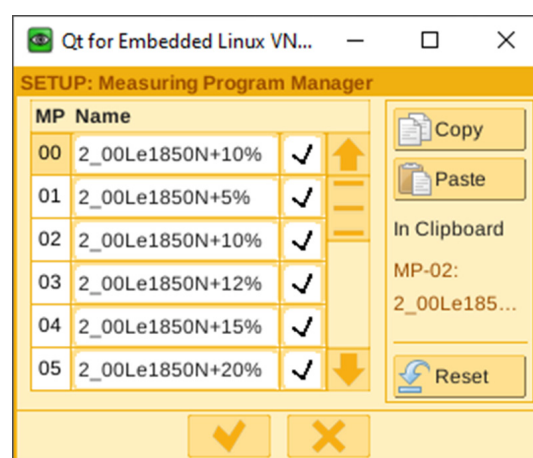 Qt for Embedded Linux VN...
SETUP: Measuring Program Manager
MP Name
00 2_00Le1850N+10%
01 2_00Le1850N+5%
02 2_00Le1850N+10%
03 2_00Le1850N+12%
04 2_00Le1850N+15%
05 2_00Le1850N+20%
Copy
Paste
In Clipboard
MP-02:
2_00Le185...
Reset